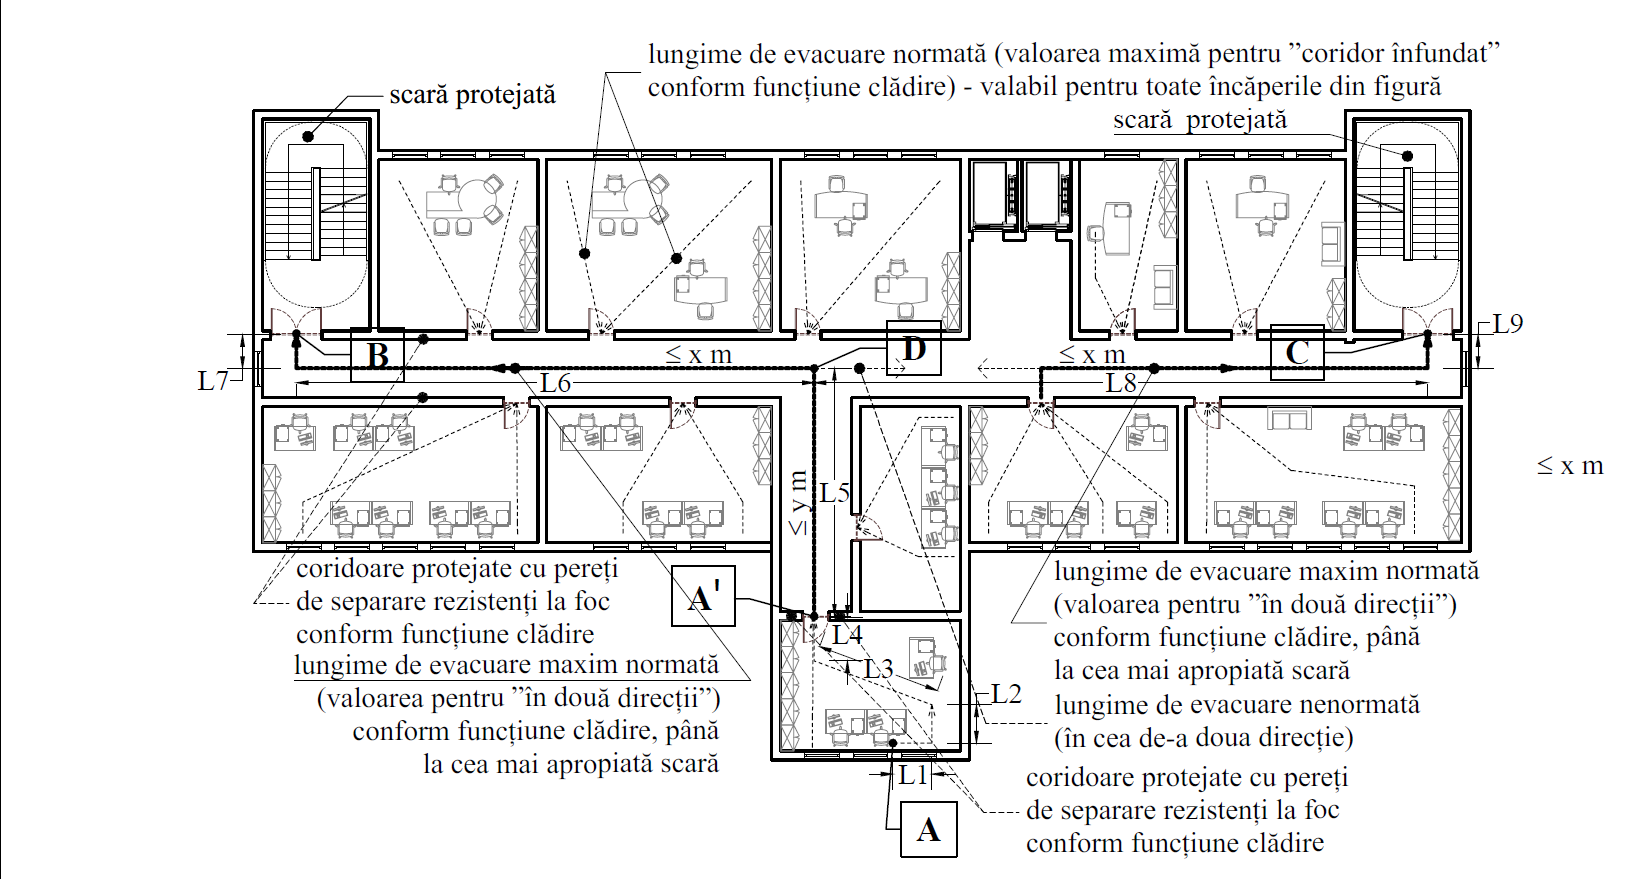 lungime de evacuare normată (valoarea maximă pentru ”coridor înfundat”
conform funcțiune clădire) - valabil pentru toate încăperile din figură
scară protejată
scară protejată
L9
B
D
C
≤ x m
≤ x m
L7
L6
L8
≤ x m
≤ y m
L5
coridoare protejate cu pereți
de separare rezistenți la foc
conform funcțiune clădire
A'
lungime de evacuare maxim normată
(valoarea pentru ”în două direcții”)
conform funcțiune clădire, până
la cea mai apropiată scară
L4
L3
lungime de evacuare maxim normată
(valoarea pentru ”în două direcții”)
conform funcțiune clădire, până
la cea mai apropiată scară
L2
lungime de evacuare nenormată
(în cea de-a doua direcție)
L1
coridoare protejate cu pereți
de separare rezistenți la foc
conform funcțiune clădire
A